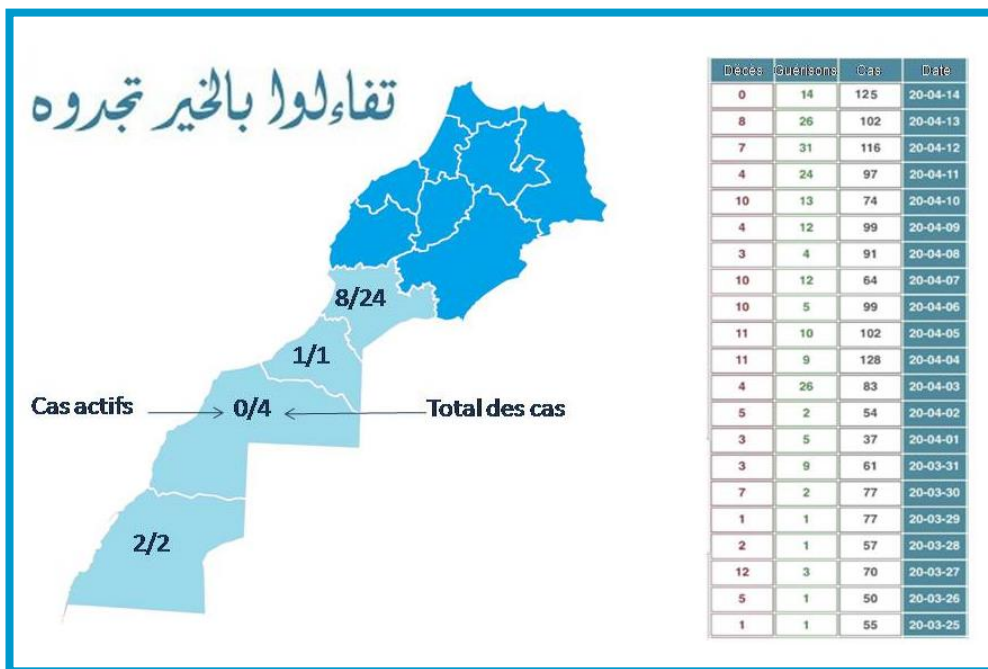 تفاءلوا بالخير تجدوه
8/24
1/1
Cas actifs 0/4 Total des cas
2/2
Décès Guérisons Cas Date
0 14 125 20-04-14
8 26 102 20-04-13
7 31 116 20-04-12
4 24 97 20-04-11
10 13 74 20-04-10
4 12 99 20-04-09
3 4 91 20-04-08
10 12 64 20-04-07
10 5 99 20-04-06
11 10 102 20-04-05
11 9 128 20-04-04
4 26 83 20-04-03
5 2 54 20-04-02
3 5 37 20-04-01
3 9 61 20-03-31
7 2 77 20-03-30
1 1 77 20-03-29
2 1 57 20-03-28
12 3 70 20-03-27
5 1 50 20-03-26
1 1 55 20-03-25